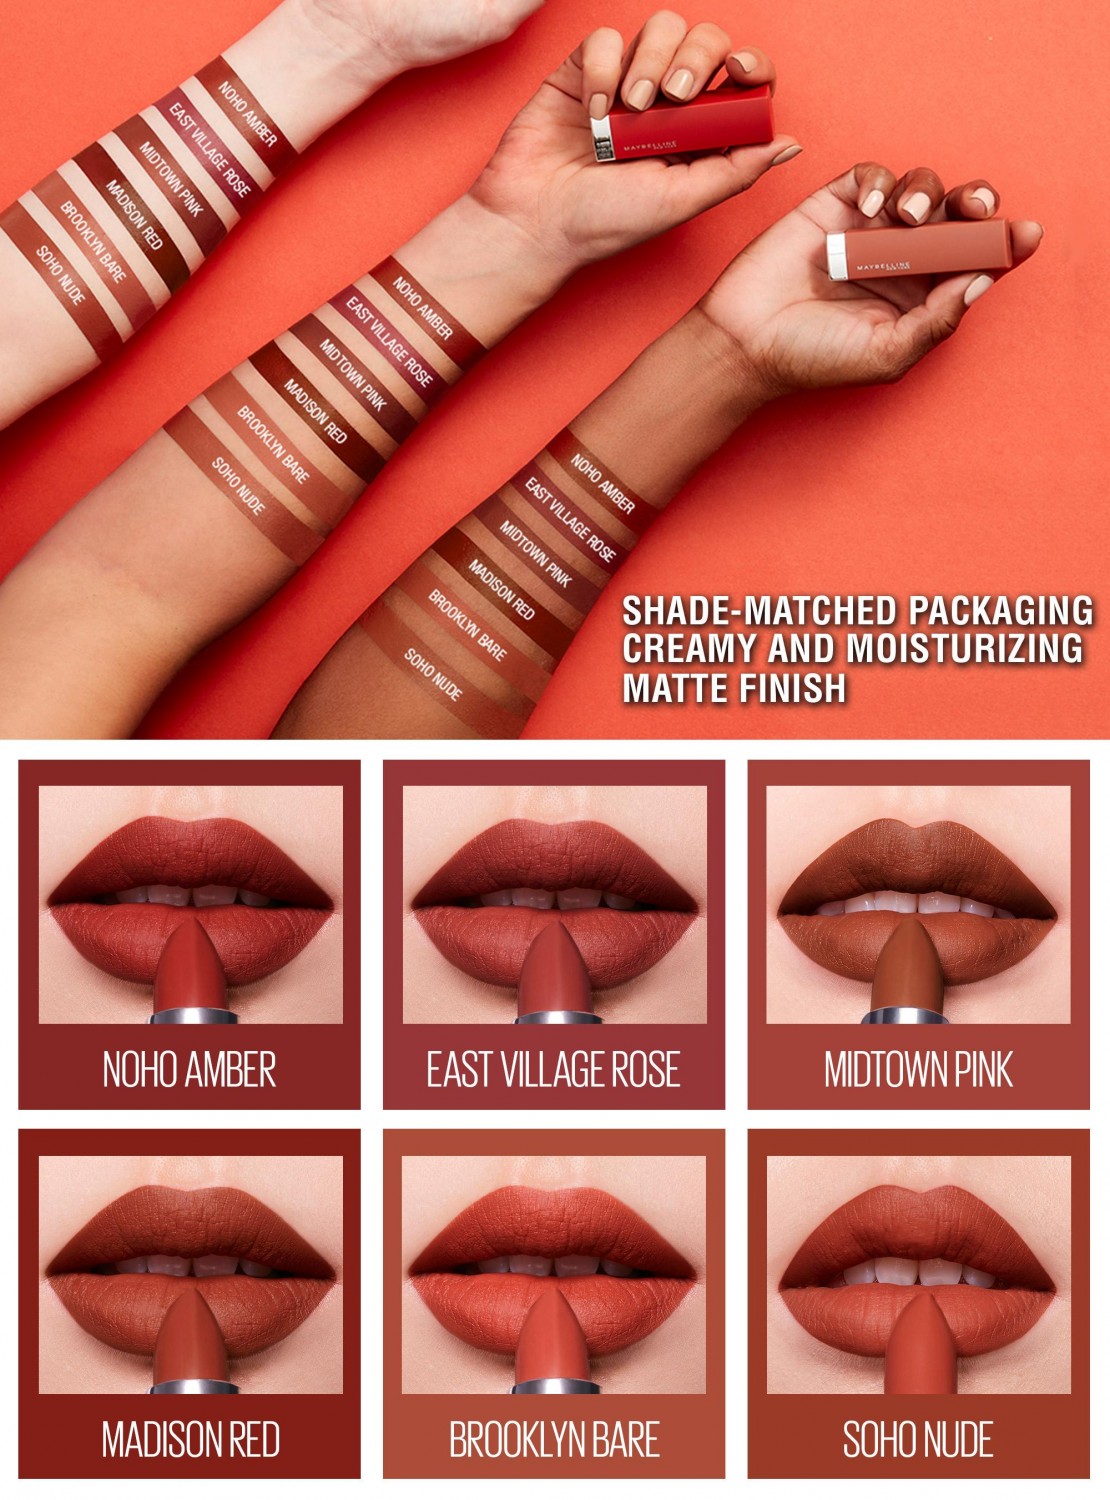 NOHO AMBER
EAST VILLAGE ROSE
MIDTOWN PINK
MADISON RED
BROOKLYN BARE
SOHO NUDE
MAYBELLINE
NOHO AMBER
EAST VILLAGE ROSE
MIDTOWN PINK
MADISON RED
BROOKLYN BARE
SOHO NUDE
MAYBELLINE
NEW YORK
NOHO AMBER
EAST VILLAGE ROSE
MIDTOWN PINK
MADISON RED
BROOKLYN BARE
SOHO NUDE
SHADE-MATCHED PACKAGING
CREAMY AND MOISTURIZING
MATTE FINISH
NOHO AMBER
EAST VILLAGE ROSE
MIDTOWN PINK
MADISON RED
BROOKLYN BARE
SOHO NUDE